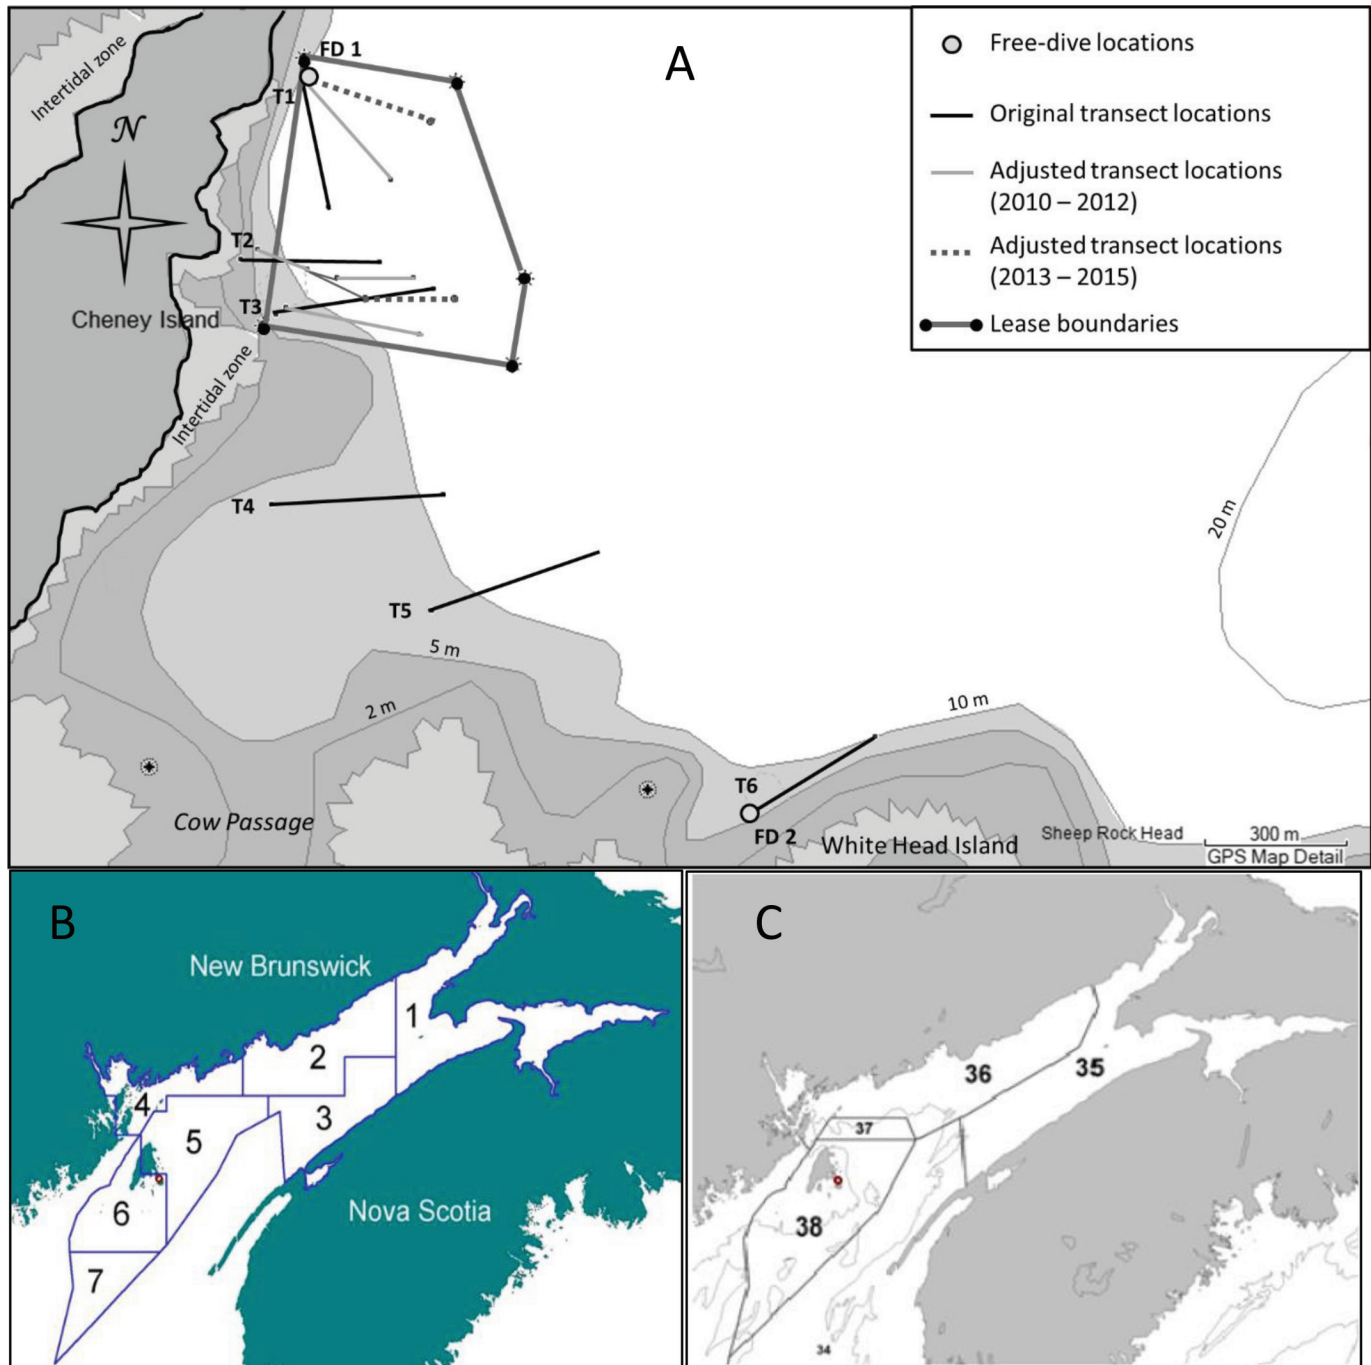 A
Intertidal zone
N
FD 1
T1
T2
T3
Cheney Island
Intertidal zone
T4
T5
5 m
2 m
10 m
20 m
T6
FD 2
Cow Passage
White Head Island
Sheep Rock Head
300 m
GPS Map Detail
Free-dive locations
Original transect locations
Adjusted transect locations
(2010 – 2012)
Adjusted transect locations
(2013 – 2015)
Lease boundaries
B
New Brunswick
1
2
3
4
5
6
7
Nova Scotia
C
36
35
37
38
34